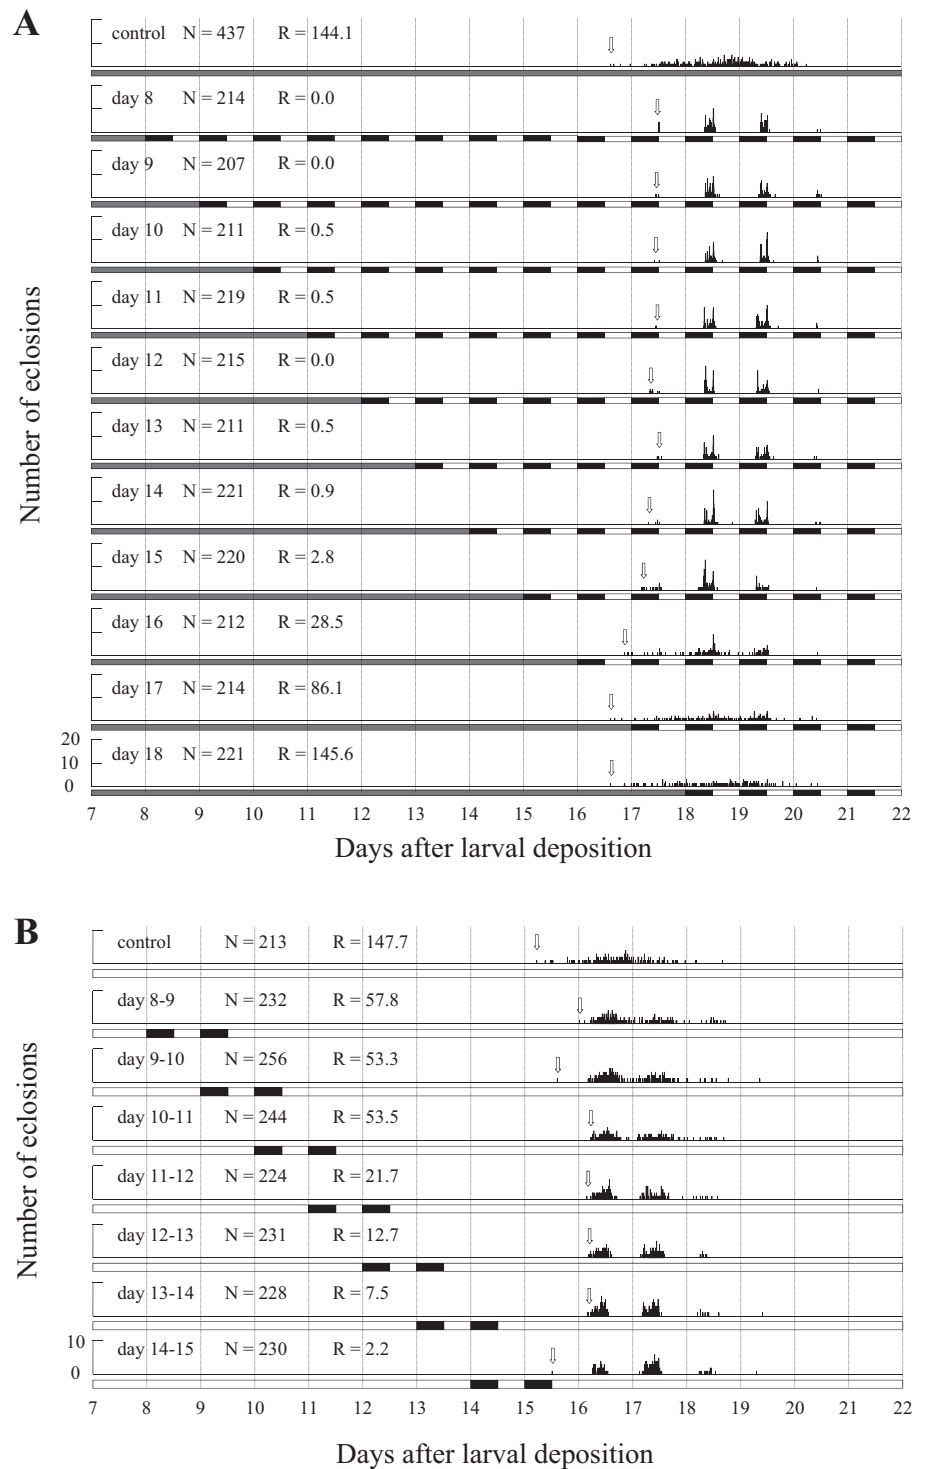 A
control N = 437 R = 144.1
day 8 N = 214 R = 0.0
day 9 N = 207 R = 0.0
day 10 N = 211 R = 0.5
day 11 N = 219 R = 0.5
day 12 N = 215 R = 0.0
day 13 N = 211 R = 0.5
day 14 N = 221 R = 0.9
day 15 N = 220 R = 2.8
day 16 N = 212 R = 28.5
day 17 N = 214 R = 86.1
day 18 N = 221 R = 145.6
Number of eclosions
20
10
0
7 8 9 10 11 12 13 14 15 16 17 18 19 20 21 22
Days after larval deposition
B
control N = 213 R = 147.7
day 8-9 N = 232 R = 57.8
day 9-10 N = 256 R = 53.3
day 10-11 N = 244 R = 53.5
day 11-12 N = 224 R = 21.7
day 12-13 N = 231 R = 12.7
day 13-14 N = 228 R = 7.5
day 14-15 N = 230 R = 2.2
Number of eclosions
10
0
7 8 9 10 11 12 13 14 15 16 17 18 19 20 21 22
Days after larval deposition